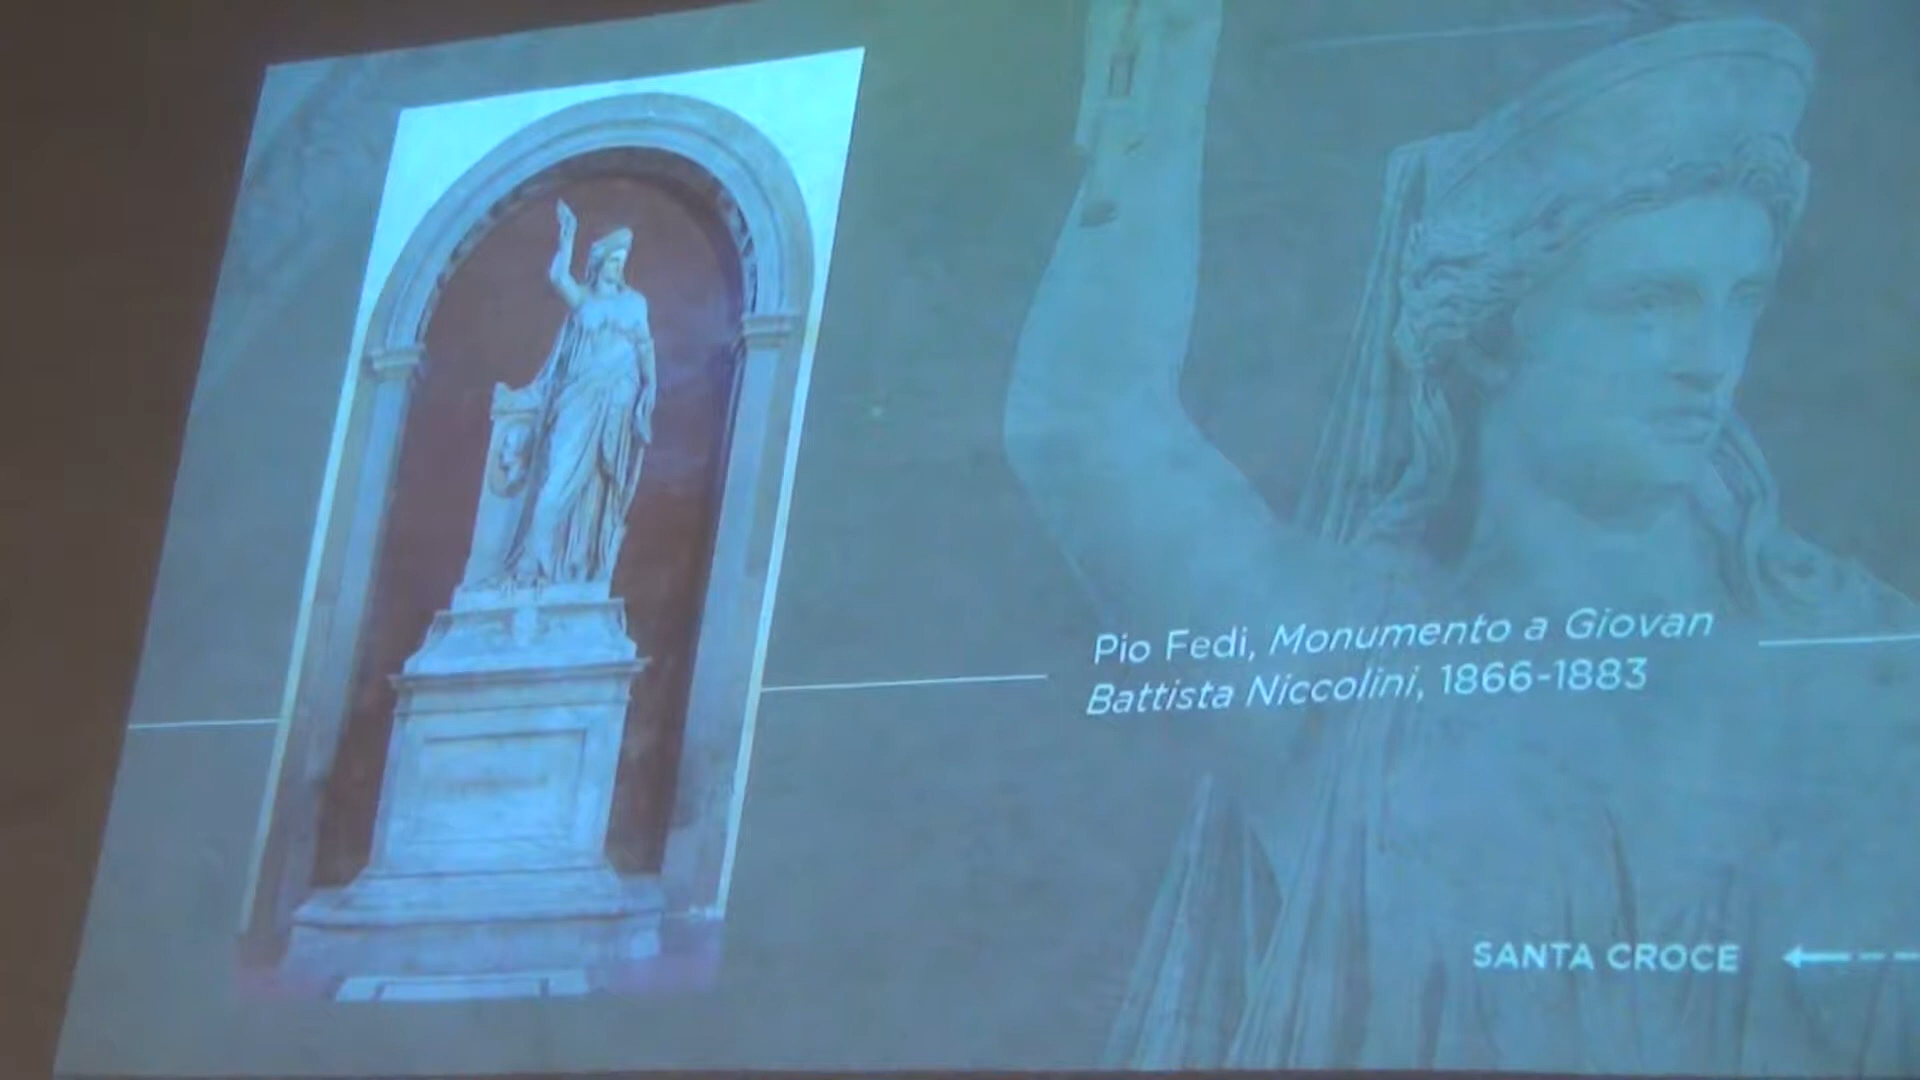 Pio Fedi, Monumento a Giovan
Battista Niccolini, 1866-1883
SANTA CROCE